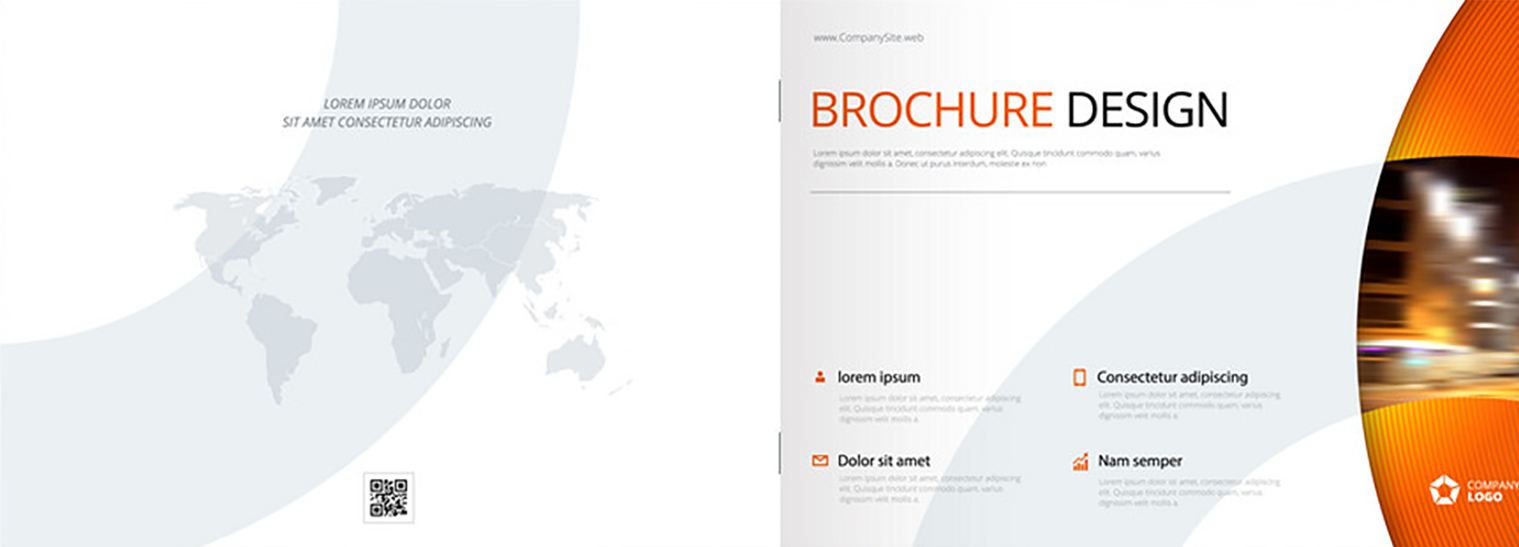 LOREM IPSUM DOLOR
SIT AMET CONSECTETUR ADIPISCING
www.CompanySite.web
BROCHURE DESIGN
Lorem ipsum dolor sit amet, consectetur adipiscing elit. Quisque tincidunt commodo quam, varius
dignissim velit mollis a. Donec ut purus interdum, molestie ex non
lorem ipsum
Lorem ipsum dolor sit amet, consectetur adipiscing
elit. Quisque tincidunt commodo quam, varius
dignissim velit mollis a.
Consectetur adipiscing
Lorem ipsum dolor sit amet, consectetur adipiscing
elit. Quisque tincidunt commodo quam, varius
dignissim velit mollis a.
Dolor sit amet
Lorem ipsum dolor sit amet, consectetur adipiscing
elit. Quisque tincidunt commodo quam, varius
dignissim velit mollis a.
Nam semper
Lorem ipsum dolor sit amet, consectetur adipiscing
elit. Quisque tincidunt commodo quam, varius
dignissim velit mollis a.
COMPANY
LOGO